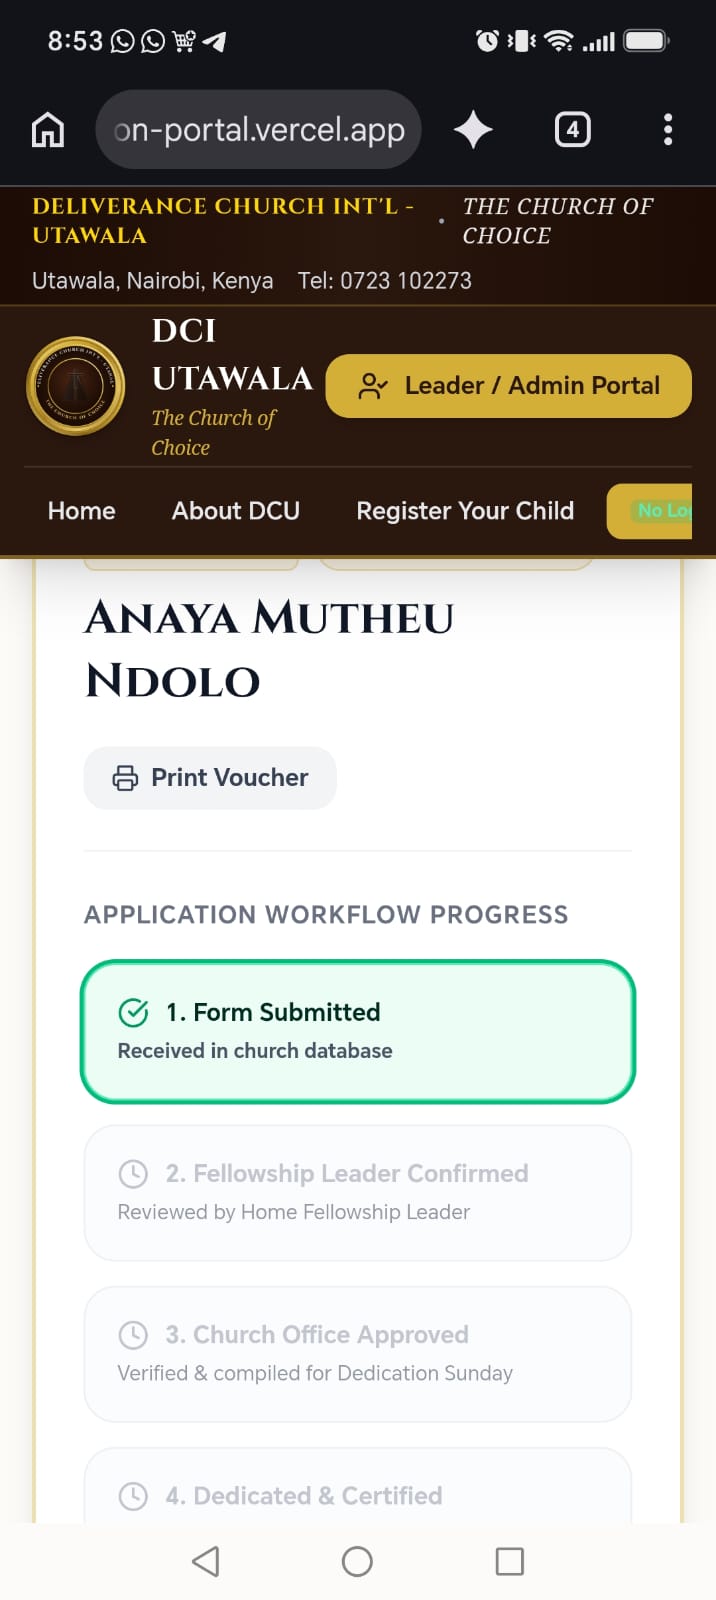 8:53
on-portal.vercel.app
4
DELIVERANCE CHURCH INT'L -
UTAWALA
· THE CHURCH OF
CHOICE
Utawala, Nairobi, Kenya Tel: 0723 102273
DCI
UTAWALA
The Church of
Choice
Leader / Admin Portal
Home About DCU Register Your Child No Lo
ANAYA MUTHEU
NDOLO
Print Voucher
APPLICATION WORKFLOW PROGRESS
1. Form Submitted
Received in church database
2. Fellowship Leader Confirmed
Reviewed by Home Fellowship Leader
3. Church Office Approved
Verified & compiled for Dedication Sunday
4. Dedicated & Certified